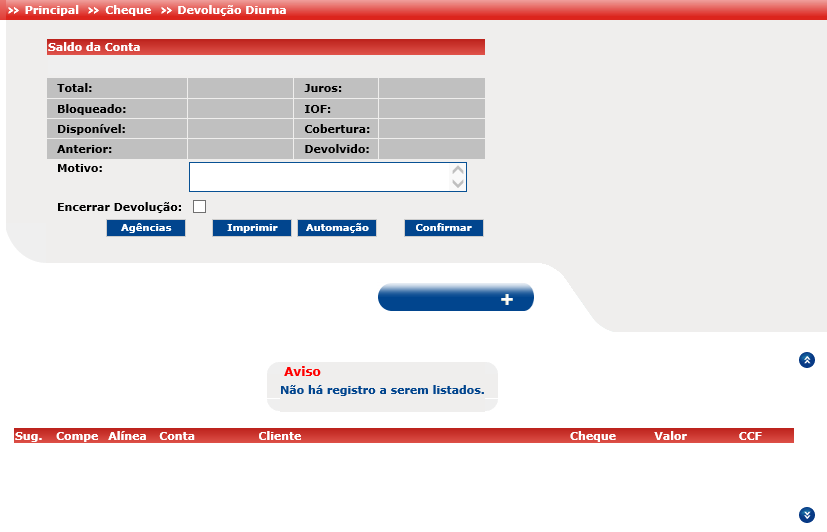 >> Principal >> Cheque >> Devolução Diurna
Saldo da Conta
Total: Juros:
Bloqueado: IOF:
Disponível: Cobertura:
Anterior: Devolvido:
Motivo:
Encerrar Devolução:
Agências Imprimir Automação Confirmar
+
Aviso
Não há registro a serem listados.
Sug. Compe Alínea Conta Cliente Cheque Valor CCF